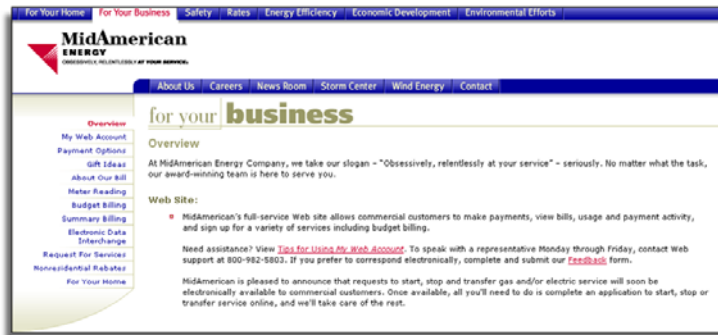 For Your Home For Your Business Safety Rates Energy Efficiency Economic Development Environmental Efforts
MidAmerican
ENERGY
OBSESSIVELY, RELENTLESSLY AT YOUR SERVICE.
About Us Careers News Room Storm Center Wind Energy Contact
for your business
Overview
My Web Account
Payment Options
Gift Ideas
About Our Bill
Meter Reading
Budget Billing
Summary Billing
Electronic Data
Interchange
Request For Services
Nonresidential Rebates
For Your Home
Overview
At MidAmerican Energy Company, we take our slogan – "Obsessively, relentlessly at your service" – seriously. No matter what the task,
our award-winning team is here to serve you.
Web Site:
MidAmerican's full-service Web site allows commercial customers to make payments, view bills, usage and payment activity,
and sign up for a variety of services including budget billing.
Need assistance? View Tips for Using My Web Account. To speak with a representative Monday through Friday, contact Web
support at 800-982-5803. If you prefer to correspond electronically, complete and submit our Feedback form.
MidAmerican is pleased to announce that requests to start, stop and transfer gas and/or electric service will soon be
electronically available to commercial customers. Once available, all you'll need to do is complete an application to start, stop or
transfer service online, and we'll take care of the rest.